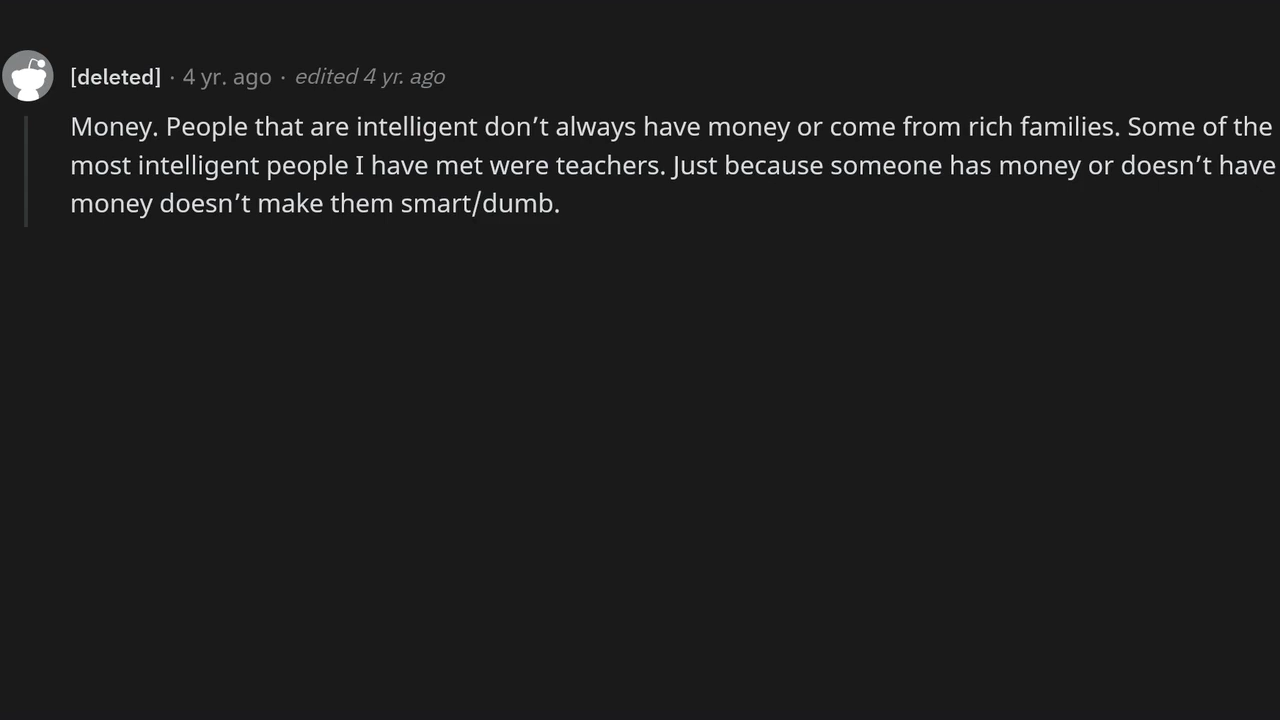 [deleted] · 4 yr. ago · edited 4 yr. ago
Money. People that are intelligent don’t always have money or come from rich families. Some of the
most intelligent people I have met were teachers. Just because someone has money or doesn’t have
money doesn’t make them smart/dumb.